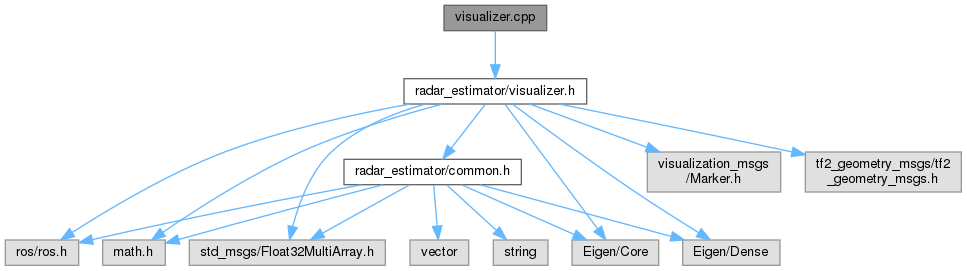 visualizer.cpp
radar_estimator/visualizer.h
radar_estimator/common.h
visualization_msgs
/Marker.h
tf2_geometry_msgs/tf2
_geometry_msgs.h
ros/ros.h
math.h
std_msgs/Float32MultiArray.h
vector
string
Eigen/Core
Eigen/Dense